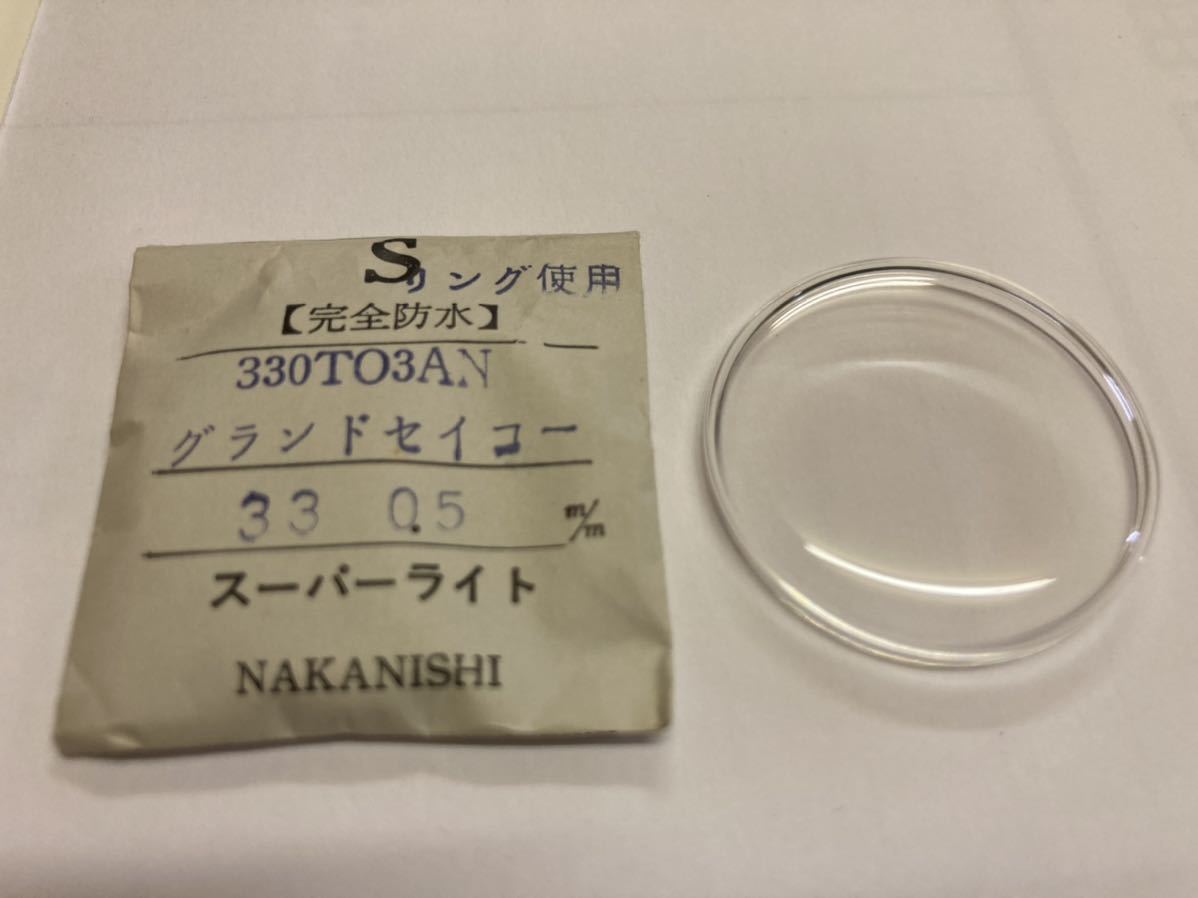 Sリング使用
【完全防水】
330TO3AN
グランドセイコー
33 0.5 m/m
スーパーライト
NAKANISHI